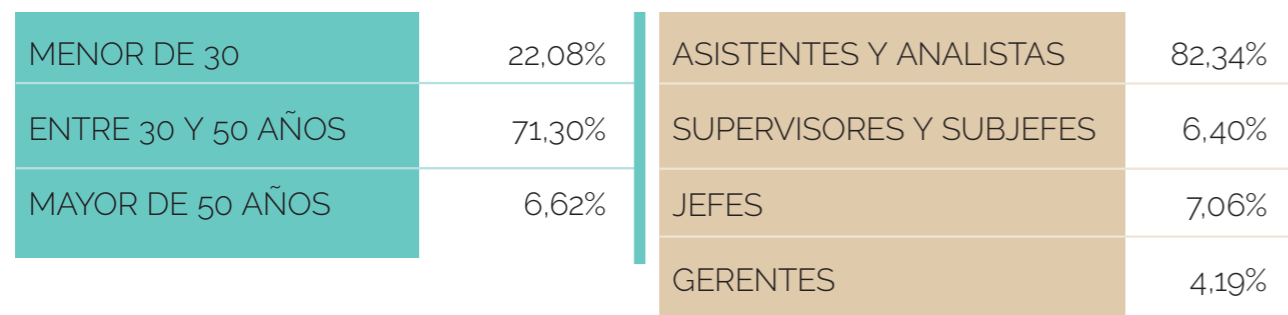 MENOR DE 30 22,08%
ENTRE 30 Y 50 AÑOS 71,30%
MAYOR DE 50 AÑOS 6,62%
ASISTENTES Y ANALISTAS 82,34%
SUPERVISORES Y SUBJEFES 6,40%
JEFES 7,06%
GERENTES 4,19%